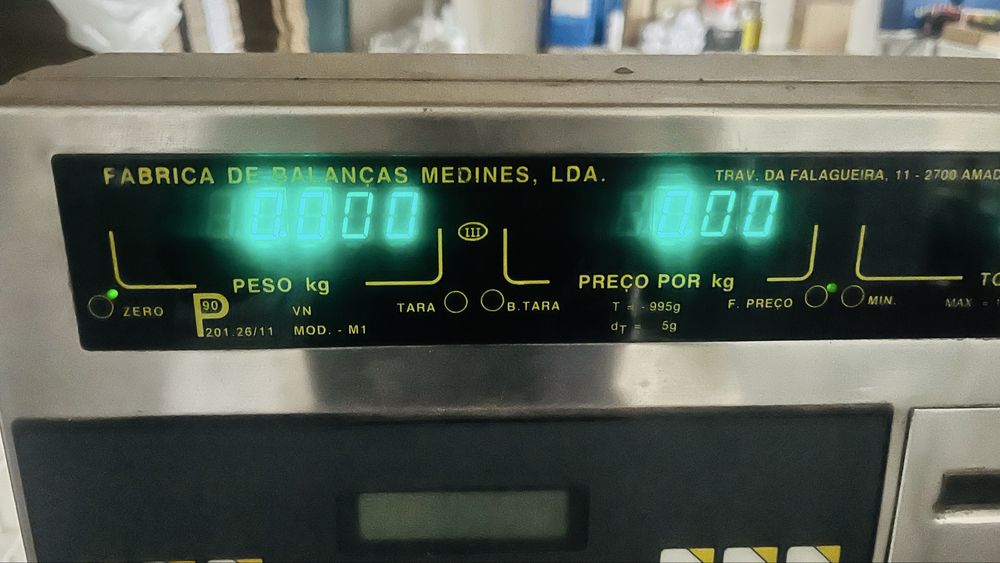 FABRICA DE BALANÇAS MEDINES, LDA.
TRAV. DA FALAGUEIRA, 11 - 2700 AMAD
0.000
0.00
III
PESO kg
PREÇO POR kg
TO
ZERO
P 90
201.26/11
VN
MOD. - M1
TARA
B.TARA
T = - 995g
dT = 5g
F. PREÇO
MIN.
MAX =